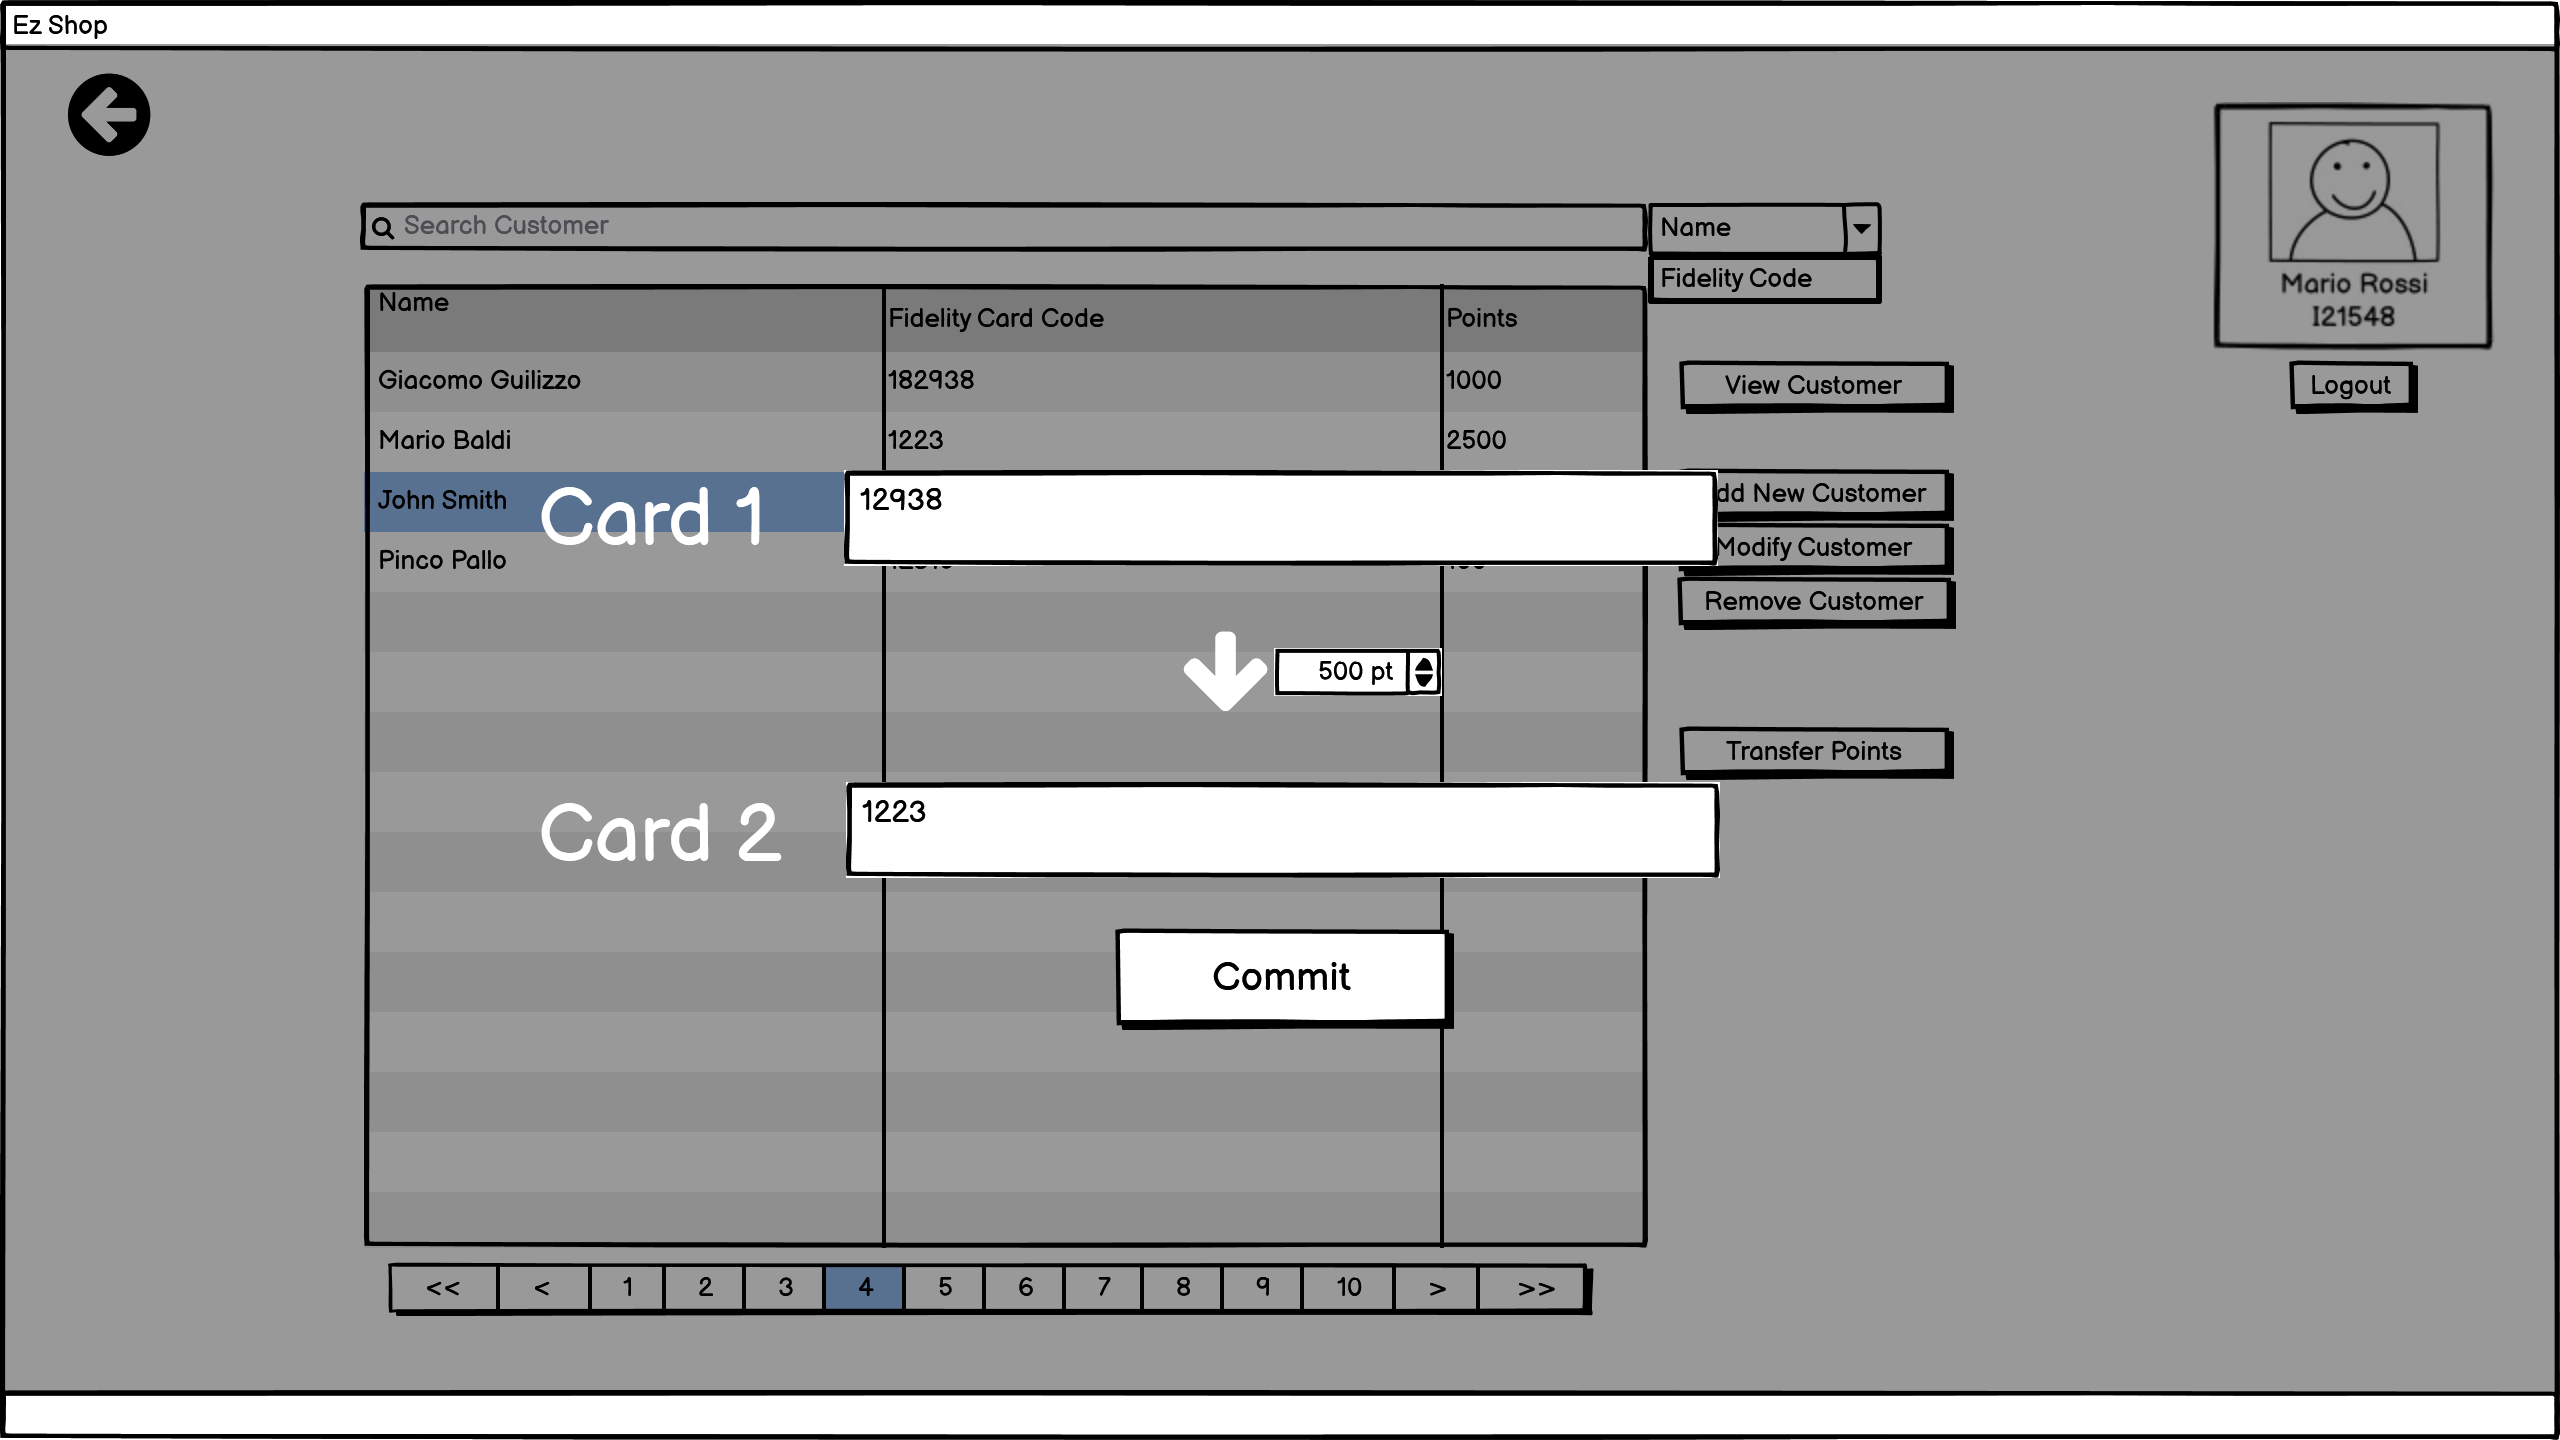 Ez Shop
Search Customer
Name
Fidelity Code
Mario Rossi
I21548
Logout
Name Fidelity Card Code Points
Giacomo Guilizzo 182938 1000
Mario Baldi 1223 2500
John Smith
Pinco Pallo
Card 1 12938
500 pt
Card 2 1223
Commit
View Customer
New Customer
Modify Customer
Remove Customer
Transfer Points
<< < 1 2 3 4 5 6 7 8 9 10 > >>